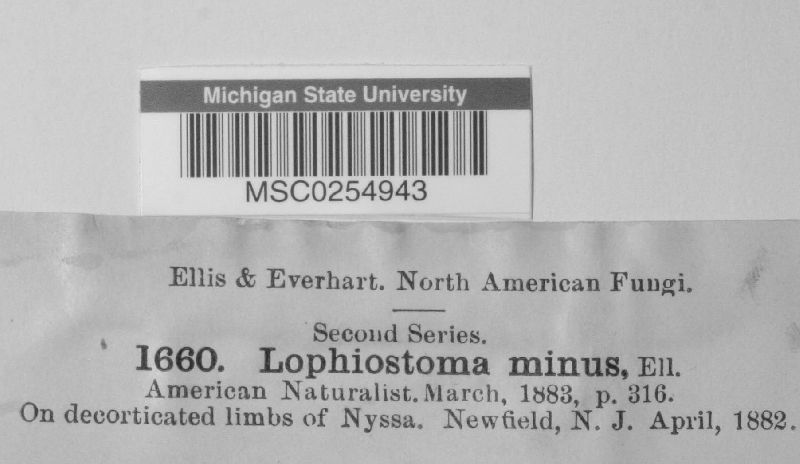 Michigan State University
MSC0254943
Ellis & Everhart. North American Fungi.
Second Series.
1660. Lophiostoma minus, Ell.
American Naturalist. March, 1883, p. 316.
On decorticated limbs of Nyssa. Newfield, N. J. April, 1882.